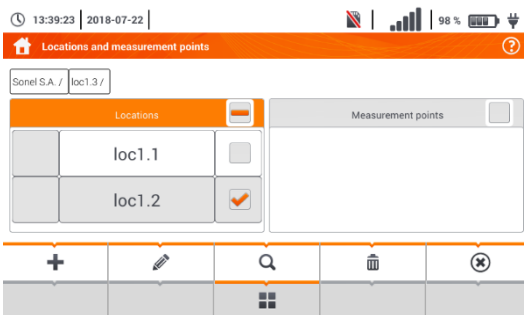 13:39:23 2018-07-22 98 %
Locations and measurement points ?
Sonel S.A. / loc1.3 /
Locations Measurement points
loc1.1
loc1.2